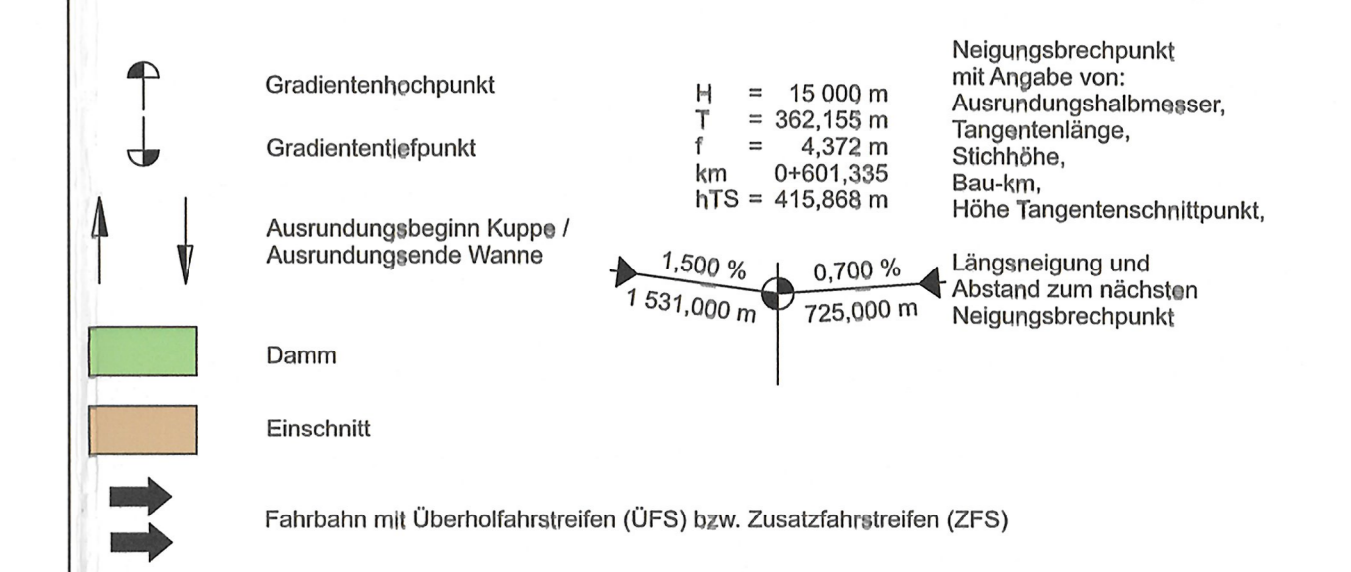 Gradientenhochpunkt
Gradiententiefpunkt
Ausrundungsbeginn Kuppe /
Ausrundungsende Wanne
Damm
Einschnitt
Fahrbahn mit Überholfahrstreifen (ÜFS) bzw. Zusatzfahrstreifen (ZFS)
H = 15 000 m
T = 362,155 m
f = 4,372 m
km 0+601,335
hTS = 415,868 m
1,500 %
1 531,000 m
0,700 %
725,000 m
Neigungsbrechpunkt
mit Angabe von:
Ausrundungshalbmesser,
Tangentenlänge,
Stichhöhe,
Bau-km,
Höhe Tangentenschnittpunkt,
Längsneigung und
Abstand zum nächsten
Neigungsbrechpunkt